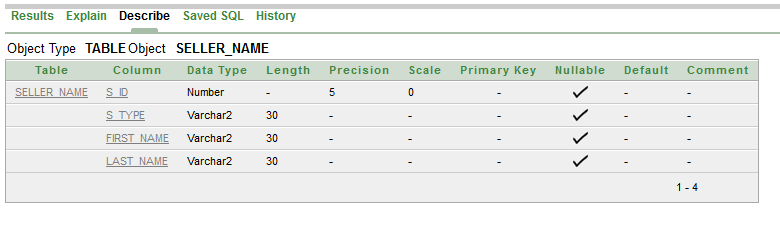 Results Explain Describe Saved SQL History
Object Type TABLE Object SELLER_NAME
Table Column Data Type Length Precision Scale Primary Key Nullable Default Comment
SELLER_NAME S_ID Number - 5 0 - - -
S_TYPE Varchar2 30 - - - - -
FIRST_NAME Varchar2 30 - - - - -
LAST_NAME Varchar2 30 - - - - -
1 - 4